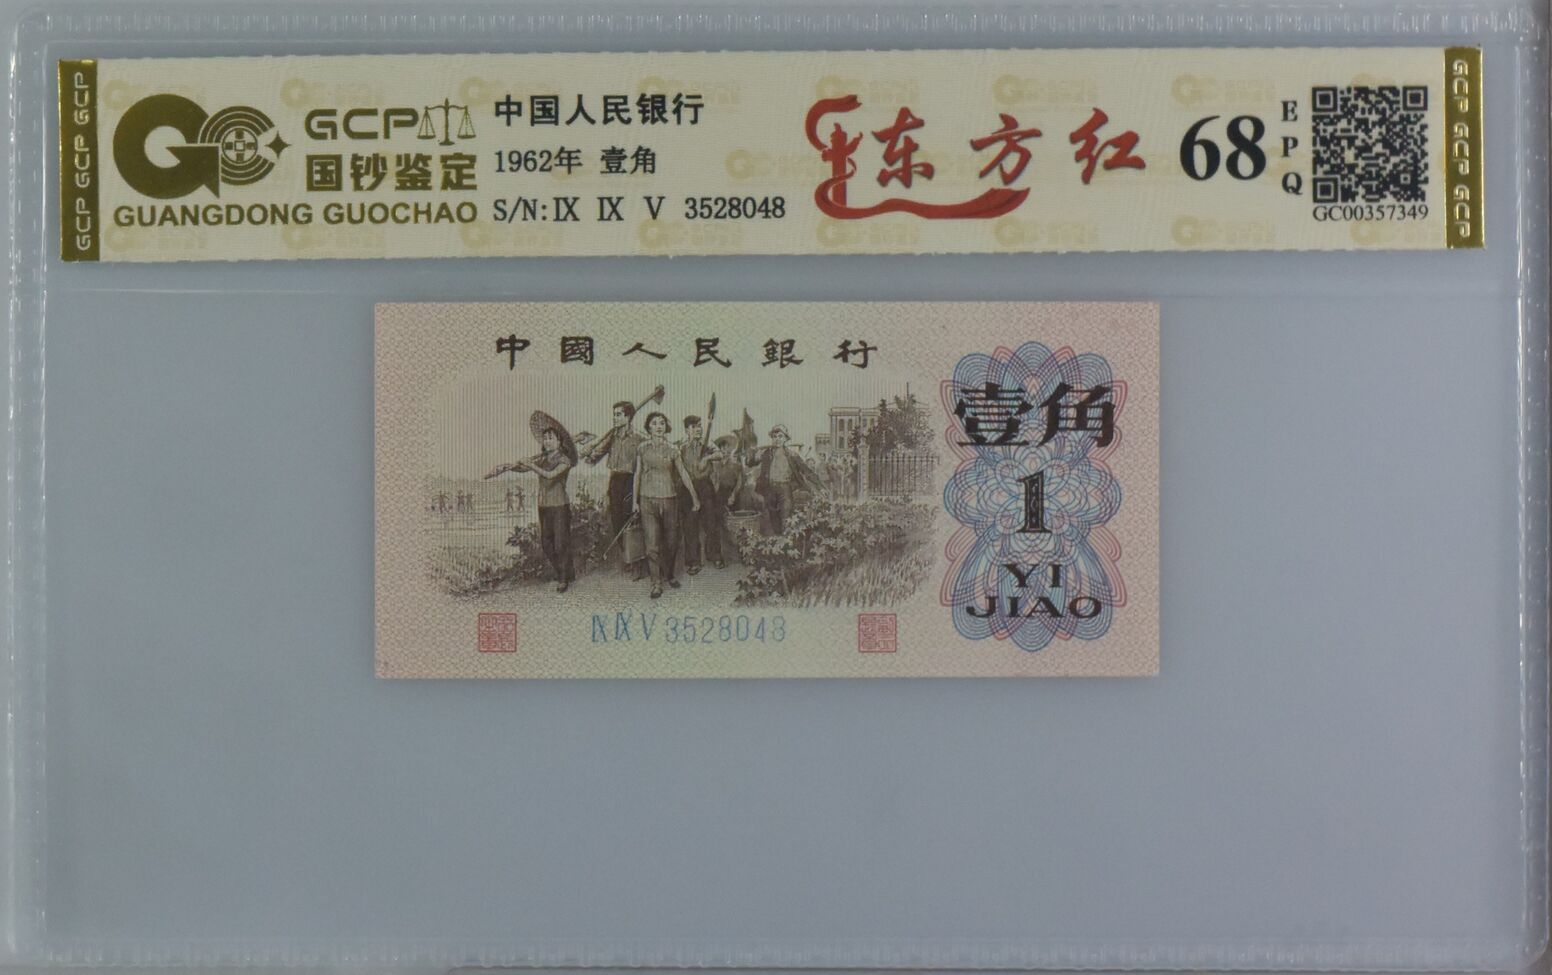 GCP GCP GCP
GCP
国钞鉴定
GUANGDONG GUOCHAO
中国人民银行
1962年 壹角
S/N: IX IX V 3528048
东方红
68
EPQ
GC00357349
GCP GCP GCP
中國人民銀行
壹角
1
YI
JIAO
IX IX V 3528048